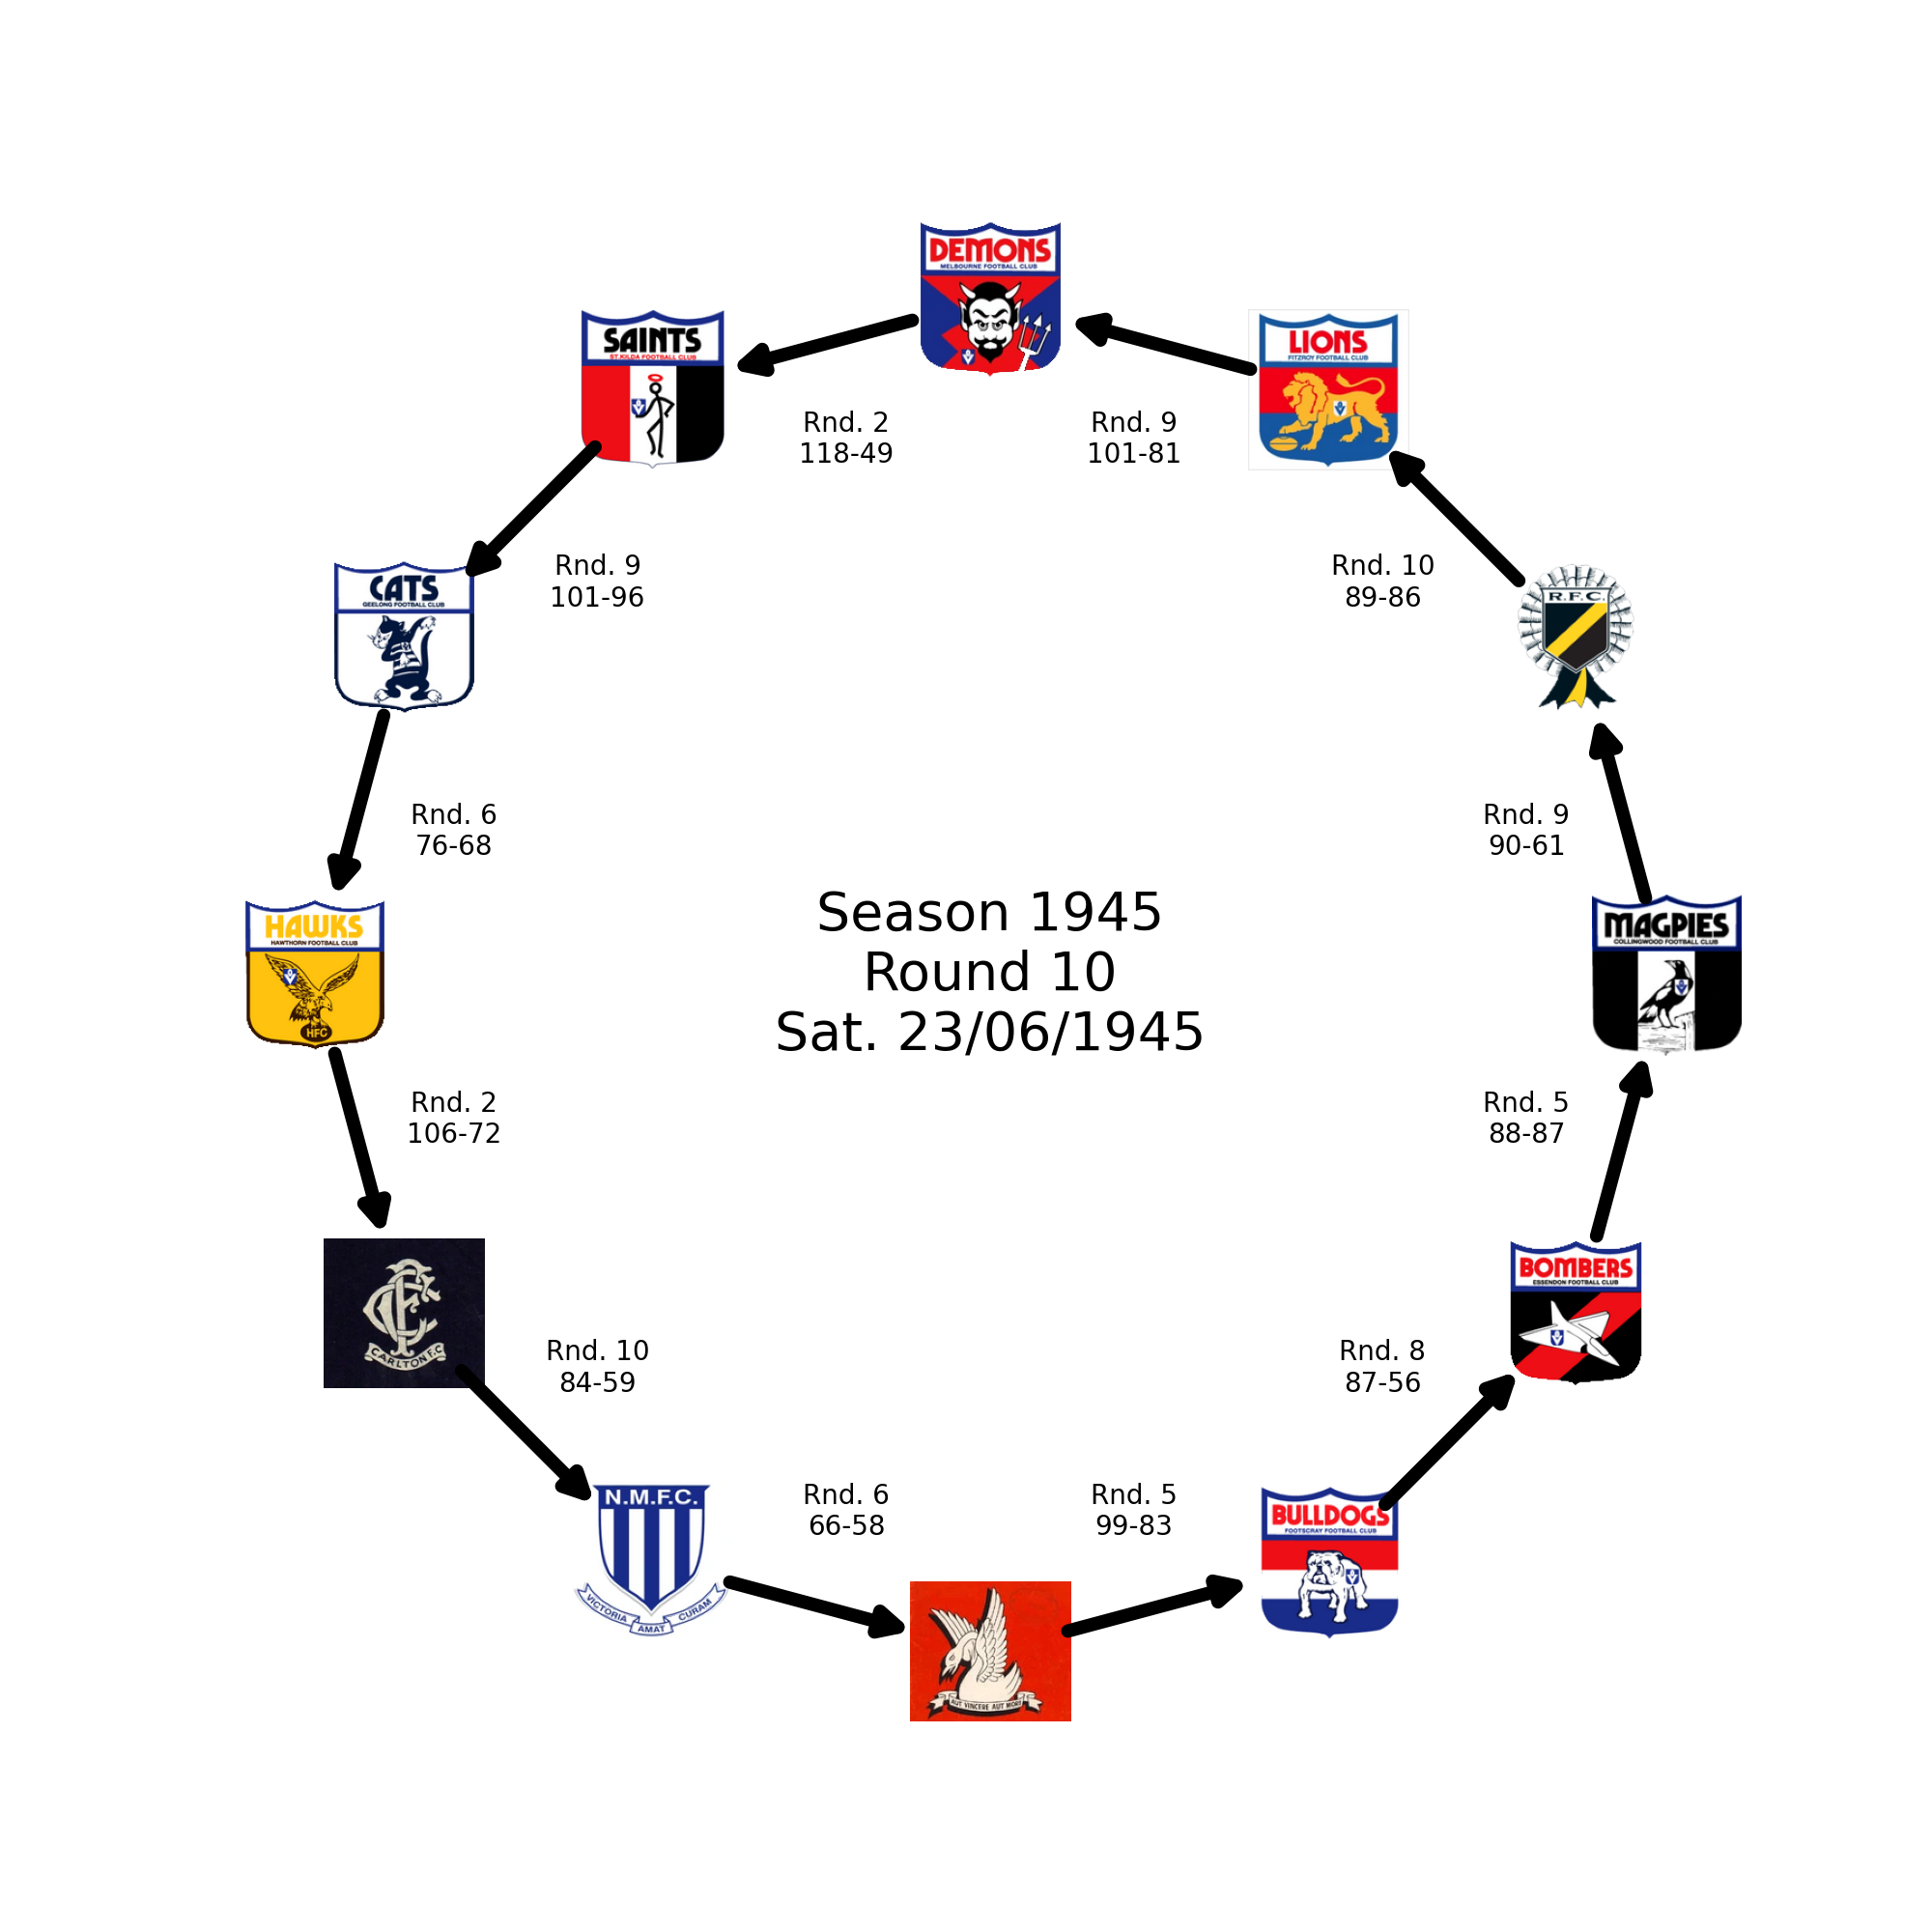 DEMONS
MELBOURNE FOOTBALL CLUB
SAINTS
ST.KILDA FOOTBALL CLUB
LIONS
FITZROY FOOTBALL CLUB
Rnd. 2
118-49
Rnd. 9
101-81
CATS
GEELONG FOOTBALL CLUB
Rnd. 9
101-96
Rnd. 10
89-86
R.F.C.
Rnd. 6
76-68
Rnd. 9
90-61
HAWKS
HAWTHORN FOOTBALL CLUB
HFC
Season 1945
Round 10
Sat. 23/06/1945
MAGPIES
COLLINGWOOD FOOTBALL CLUB
Rnd. 2
106-72
Rnd. 5
88-87
CFC
CARLTON F.C
BOMBERS
ESSENDON FOOTBALL CLUB
Rnd. 10
84-59
Rnd. 8
87-56
N.M.F.C.
VICTORIA AMAT CURAM
Rnd. 6
66-58
Rnd. 5
99-83
BULLDOGS
FOOTSCRAY FOOTBALL CLUB
AUT VINCERE AUT MORI